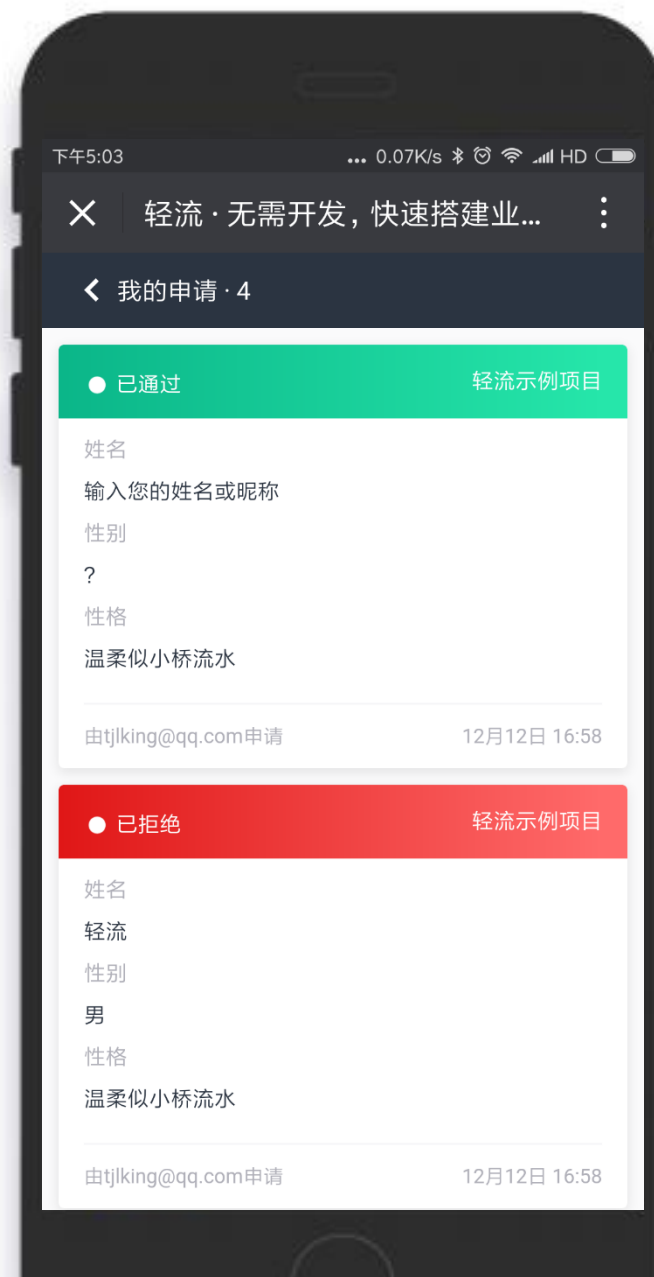 下午5:03 ... 0.07K/s HD
轻流 · 无需开发，快速搭建业...
我的申请 · 4
已通过 轻流示例项目
姓名
输入您的姓名或昵称
性别
?
性格
温柔似小桥流水
由tjlking@qq.com申请 12月12日 16:58
已拒绝 轻流示例项目
姓名
轻流
性别
男
性格
温柔似小桥流水
由tjlking@qq.com申请 12月12日 16:58